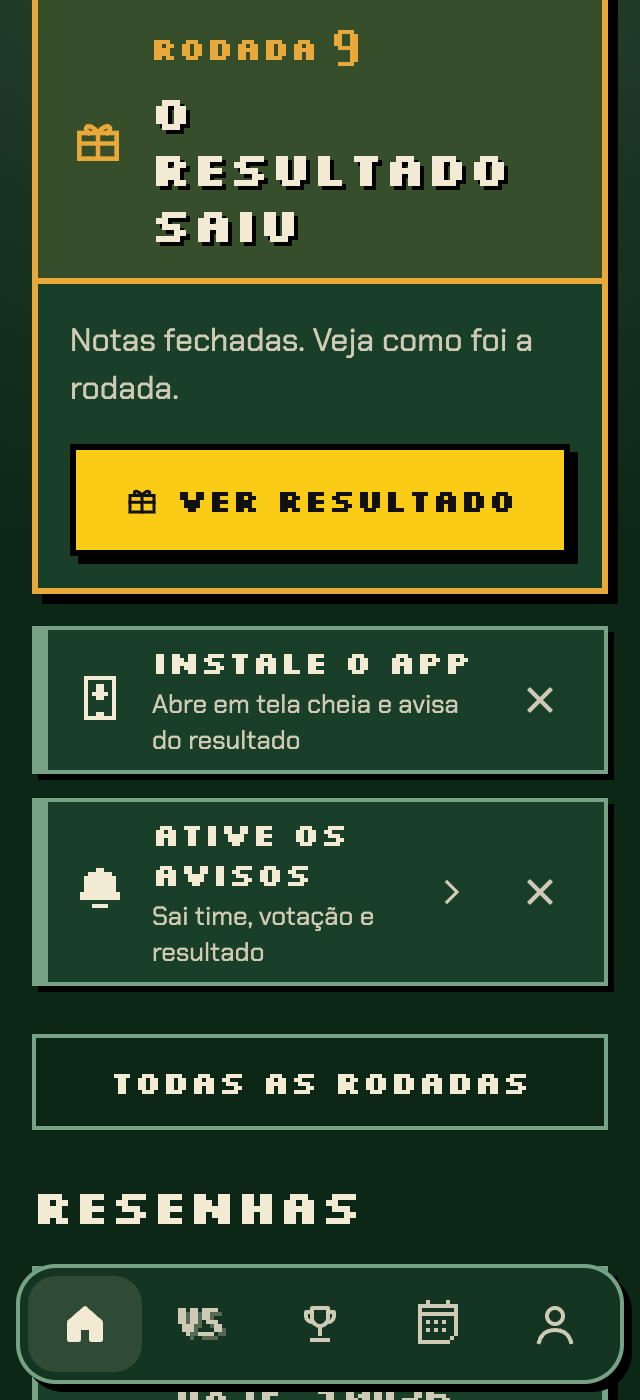 RODADA 9
O
RESULTADO
SAIU
Notas fechadas. Veja como foi a
rodada.
VER RESULTADO
INSTALE O APP
Abre em tela cheia e avisa
do resultado
ATIVE OS
AVISOS
Sai time, votação e
resultado
TODAS AS RODADAS
RESENHAS
VS